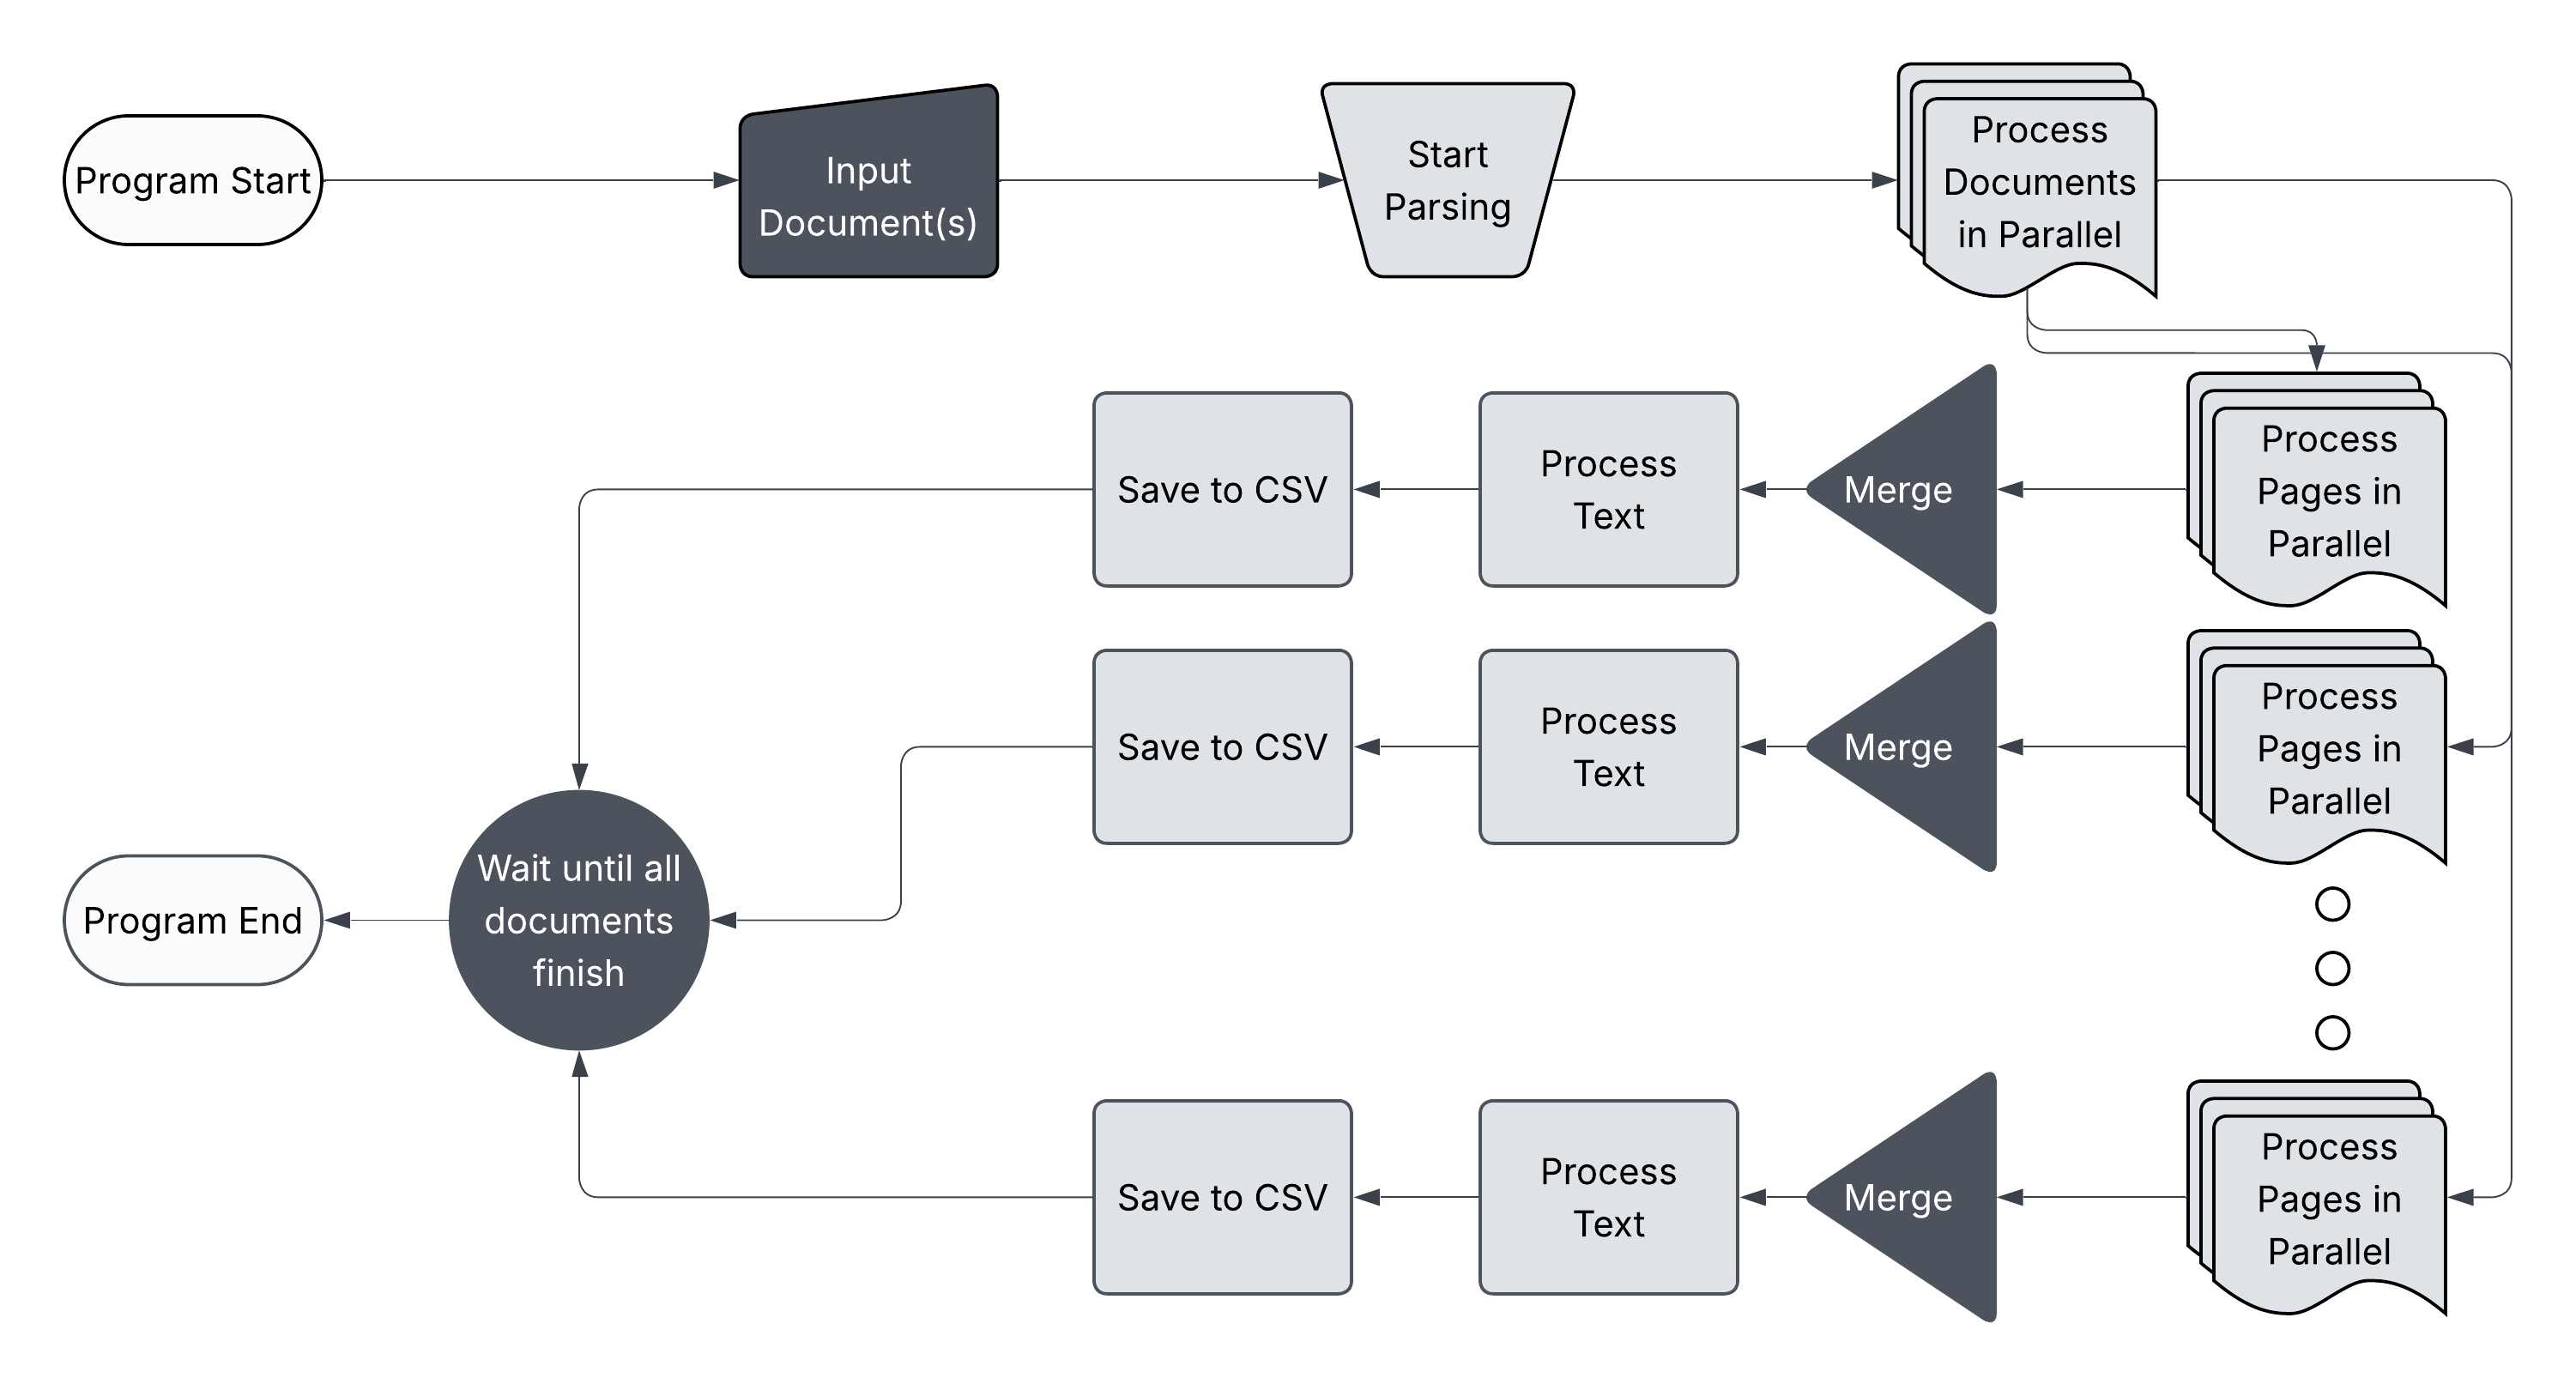 Program Start
Input
Document(s)
Start
Parsing
Process
Documents
in Parallel
Save to CSV
Process
Text
Merge
Process
Pages in
Parallel
Save to CSV
Process
Text
Merge
Process
Pages in
Parallel
Program End
Wait until all
documents
finish
Save to CSV
Process
Text
Merge
Process
Pages in
Parallel